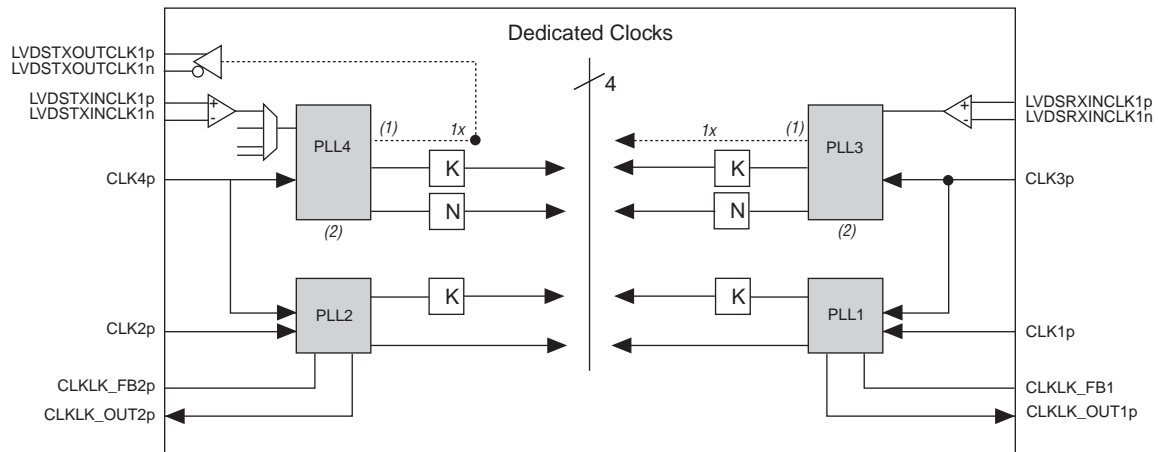 Dedicated Clocks
LVDSTXOUTCLK1p
LVDSTXOUTCLK1n
4
LVDSTXINCLK1p
LVDSTXINCLK1n
+
-
LVDSRXINCLK1p
LVDSRXINCLK1n
+
-
(1)
1x
1x
(1)
PLL4
PLL3
K
K
CLK4p
CLK3p
N
N
(2)
(2)
K
K
PLL2
PLL1
CLK2p
CLK1p
CLKLK_FB2p
CLKLK_FB1
CLKLK_OUT2p
CLKLK_OUT1p